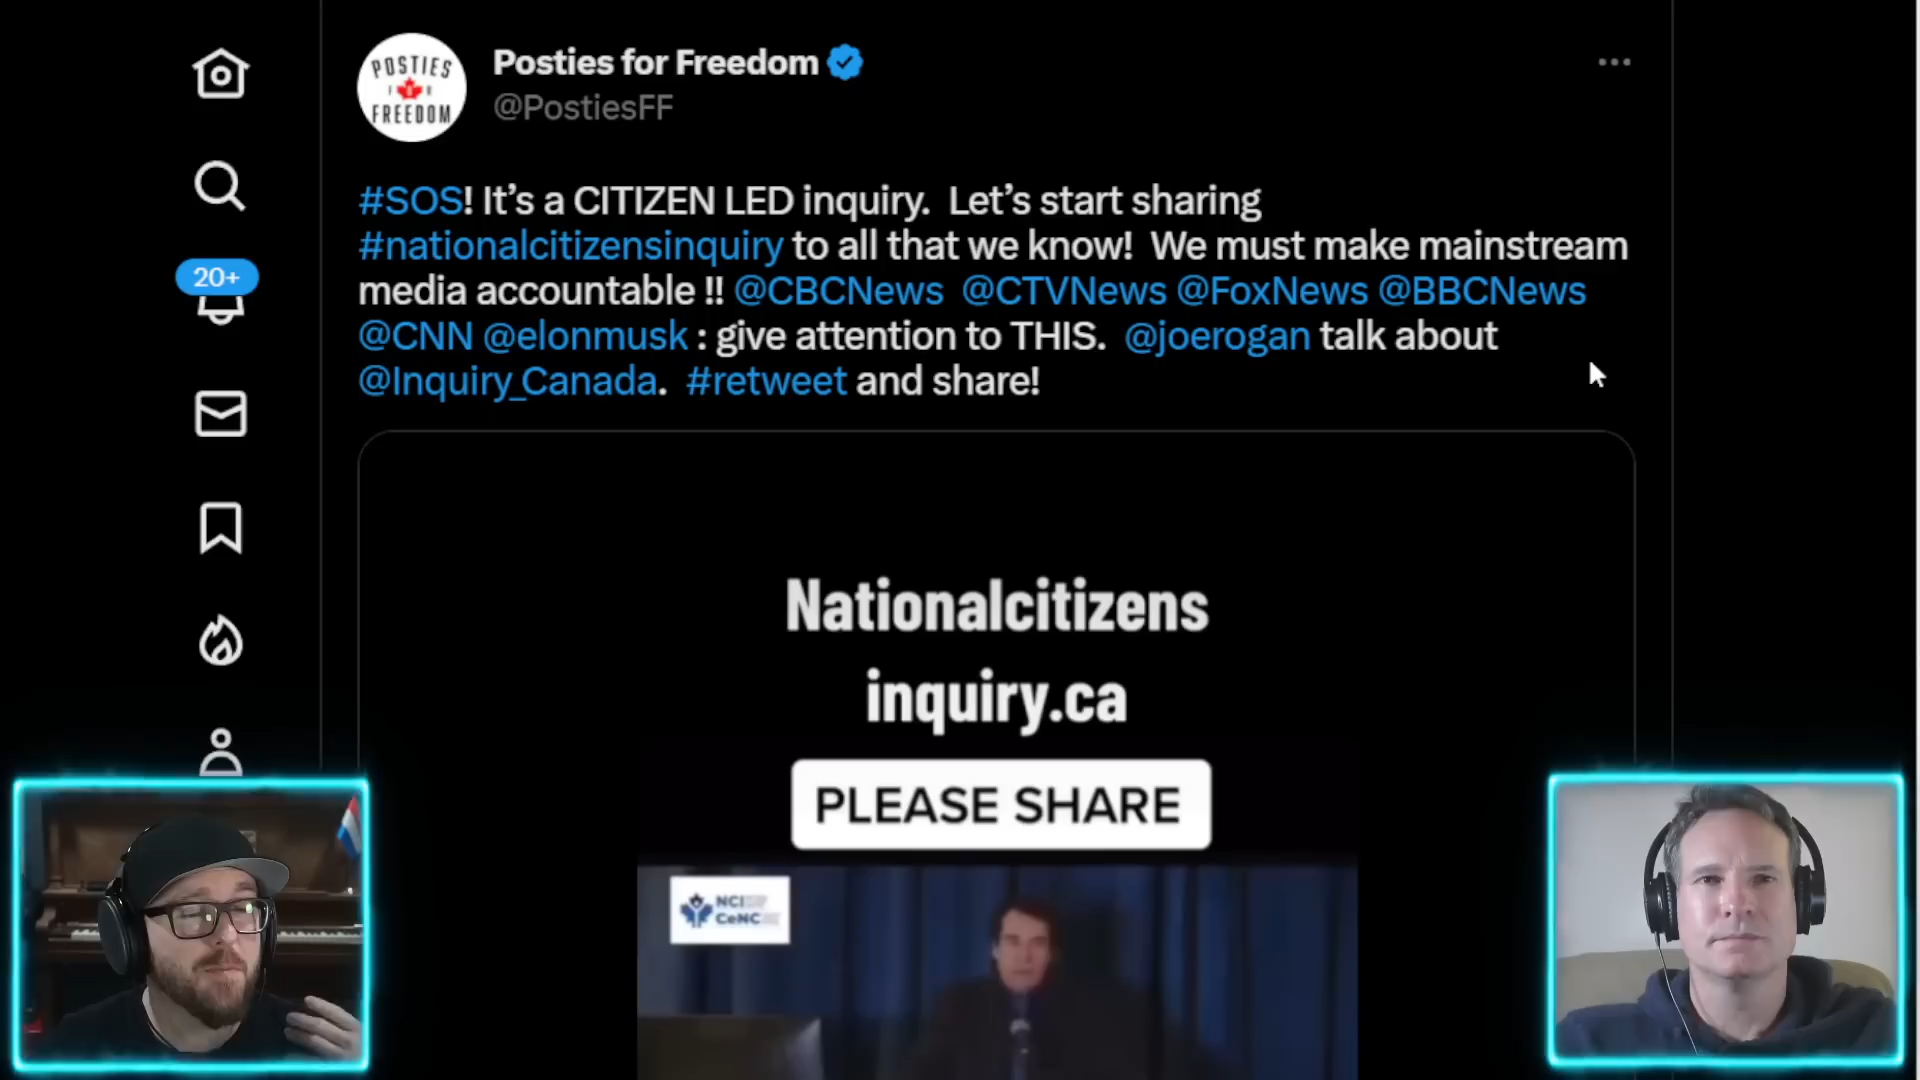 POSTIES
FOR
FREEDOM
Posties for Freedom
@PostiesFF
#SOS! It’s a CITIZEN LED inquiry.  Let’s start sharing
#nationalcitizensinquiry to all that we know!  We must make mainstream
media accountable !! @CBCNews  @CTVNews @FoxNews @BBCNews
@CNN @elonmusk : give attention to THIS.  @joerogan talk about
@Inquiry_Canada.  #retweet and share!
20+
Nationalcitizens
inquiry.ca
PLEASE SHARE
NCI
CeNC